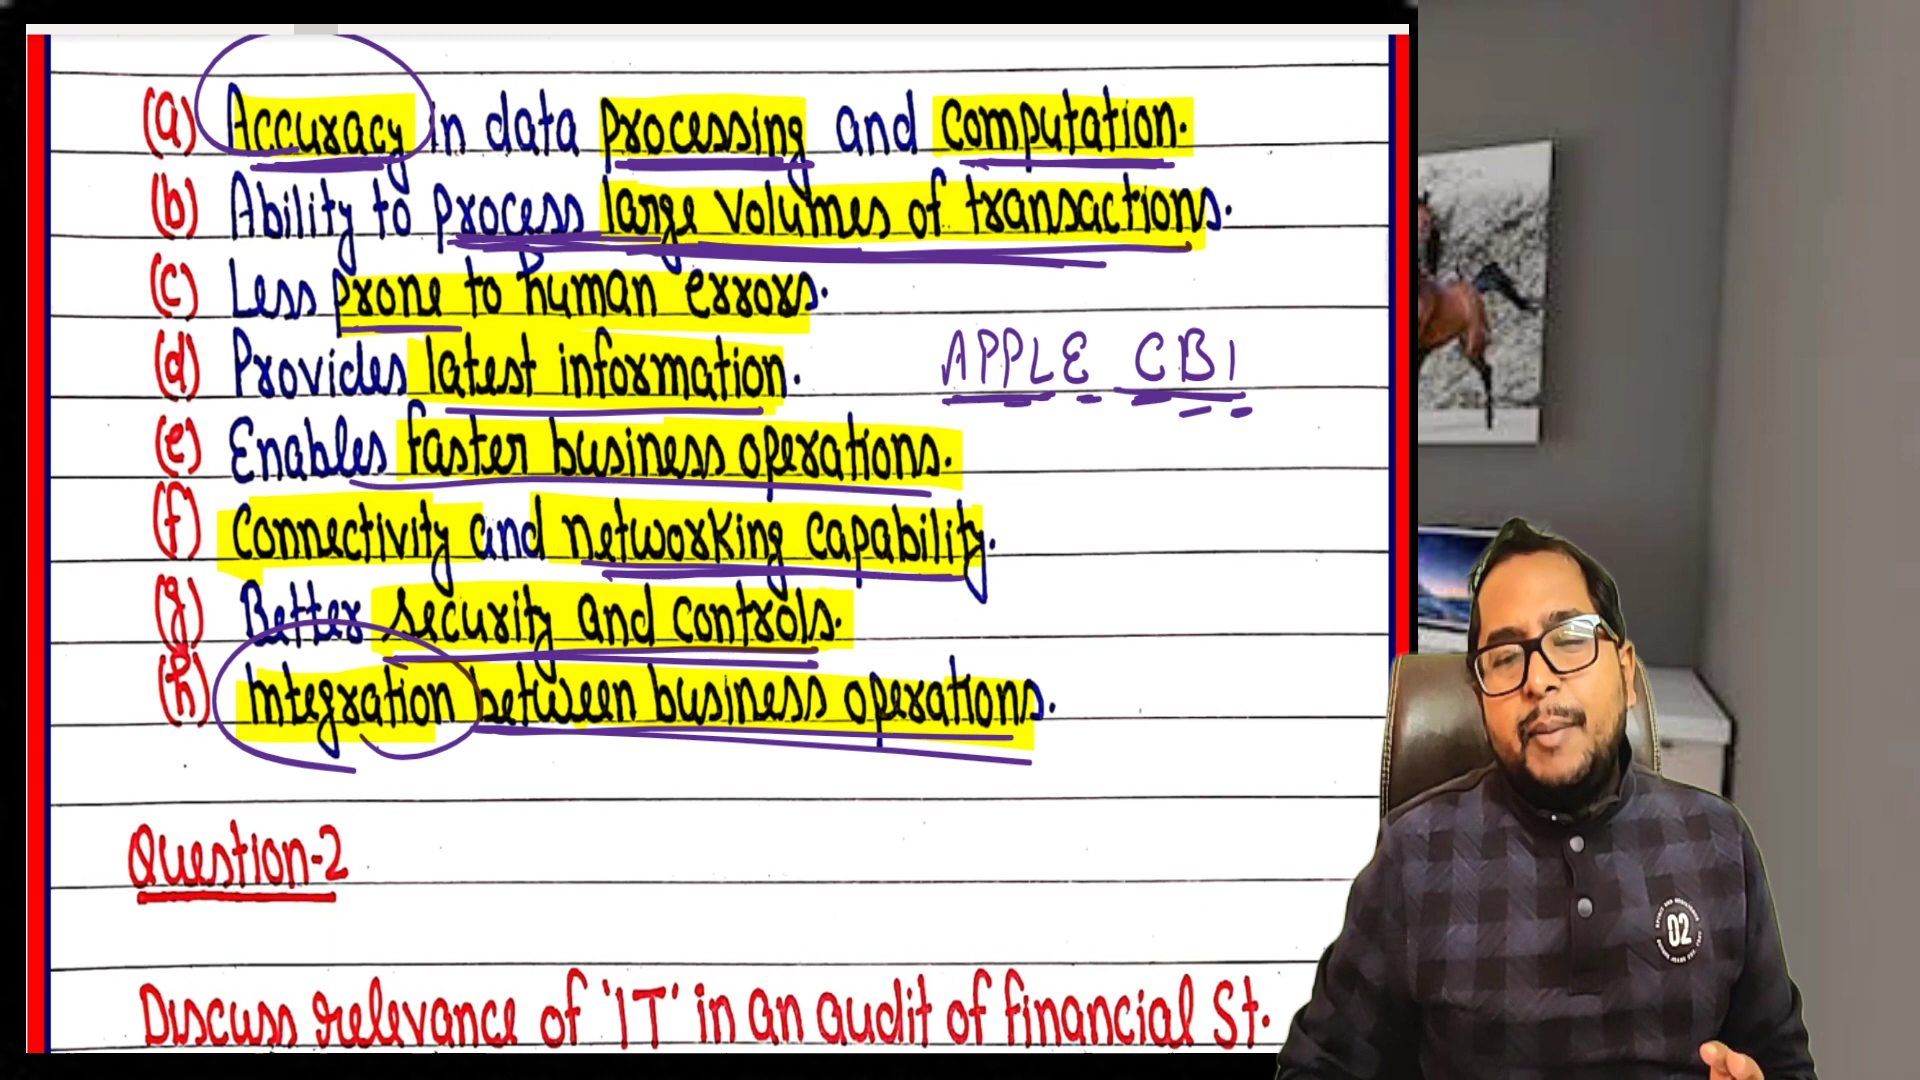 (a) Accuracy in data processing and computation.
(b) Ability to process large volumes of transactions.
(c) Less prone to human errors.
(d) Provides latest information.
APPLE CBI
(e) Enables faster business operations.
(f) Connectivity and networking capability.
(g) Better security and controls.
(h) Integration between business operations.
Question-2
Discuss relevance of 'IT' in an audit of financial St.
02